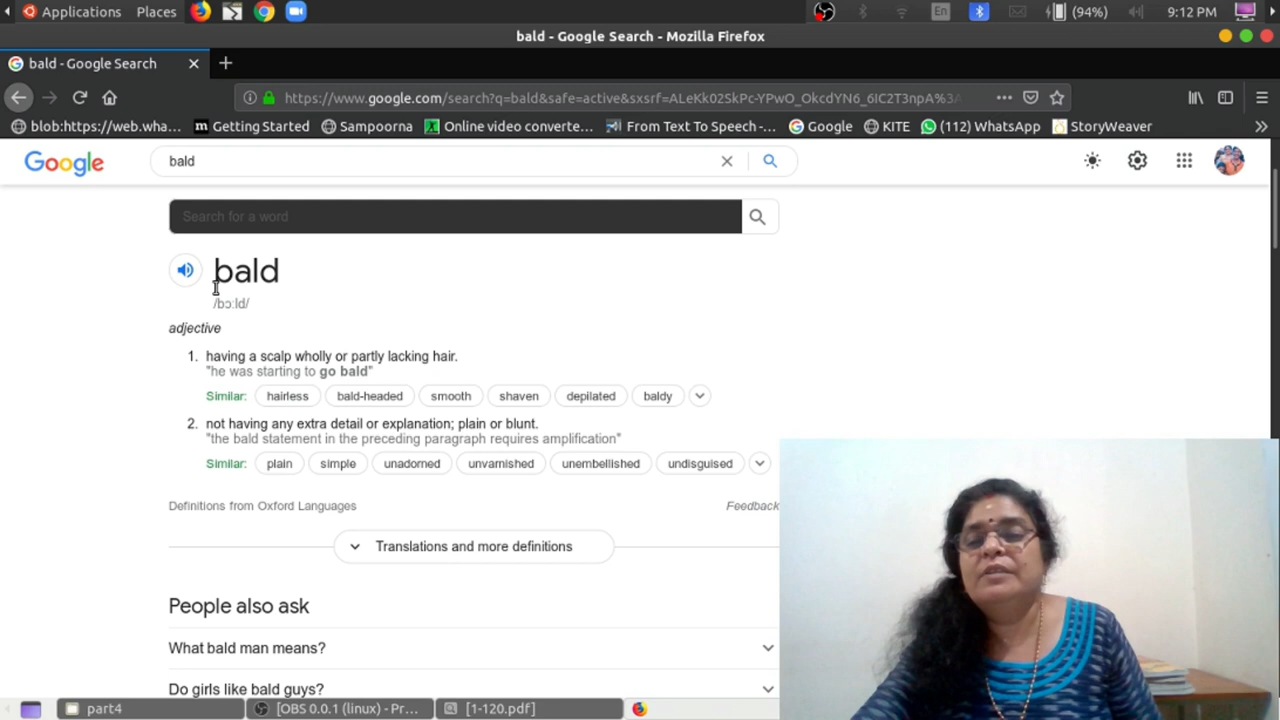 Applications Places En (94%) 9:12 PM
bald - Google Search - Mozilla Firefox
bald - Google Search
https://www.google.com/search?q=bald&safe=active&sxsrf=ALeKk02SkPc-YPwO_OkcdYN6_6IC2T3npA%3A
blob:https://web.wha... Getting Started Sampoorna Online video converte... From Text To Speech -... Google KITE (112) WhatsApp StoryWeaver
Google bald
Search for a word
bald
/bɔːld/
adjective
1. having a scalp wholly or partly lacking hair.
"he was starting to go bald"
Similar: hairless bald-headed smooth shaven depilated baldy
2. not having any extra detail or explanation; plain or blunt.
"the bald statement in the preceding paragraph requires amplification"
Similar: plain simple unadorned unvarnished unembellished undisguised
Definitions from Oxford Languages Feedback
Translations and more definitions
People also ask
What bald man means?
Do girls like bald guys?
part4 [OBS 0.0.1 (linux) - Pr... [1-120.pdf]